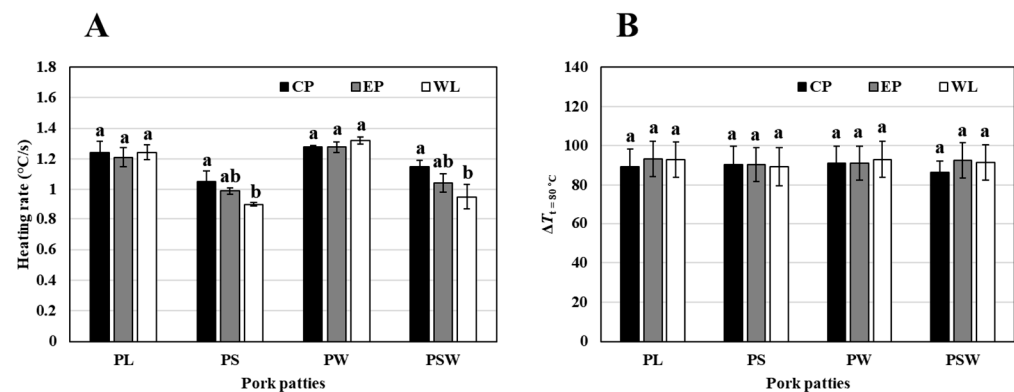 A
Heating rate (°C/s)
1.8
1.6
1.4
1.2
1
0.8
0.6
0.4
0.2
0
CP EP WL
a a a
a ab b
a a a
a ab b
PL PS PW PSW
Pork patties
B
ΔTt = 80 °C
140
120
100
80
60
40
20
0
CP EP WL
a a a
a a a
a a a
a a a
PL PS PW PSW
Pork patties